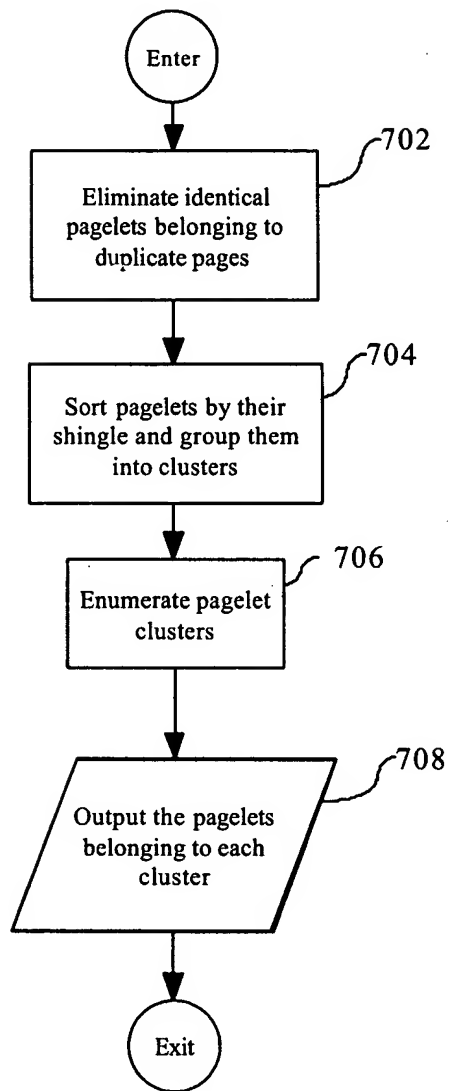 Enter
702
Eliminate identical
pagelets belonging to
duplicate pages
704
Sort pagelets by their
shingle and group them
into clusters
706
Enumerate pagelet
clusters
708
Output the pagelets
belonging to each
cluster
Exit